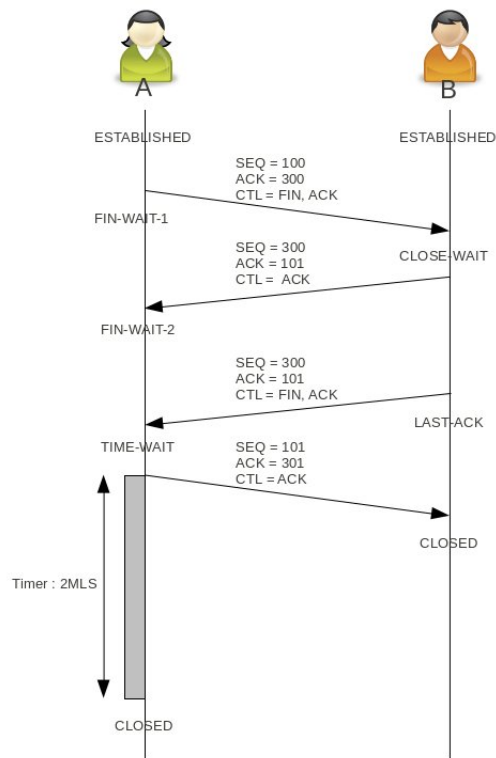 A
B
ESTABLISHED
ESTABLISHED
SEQ = 100
ACK = 300
CTL = FIN, ACK
FIN-WAIT-1
SEQ = 300
ACK = 101
CTL = ACK
CLOSE-WAIT
FIN-WAIT-2
SEQ = 300
ACK = 101
CTL = FIN, ACK
LAST-ACK
TIME-WAIT
SEQ = 101
ACK = 301
CTL = ACK
CLOSED
Timer : 2MLS
CLOSED